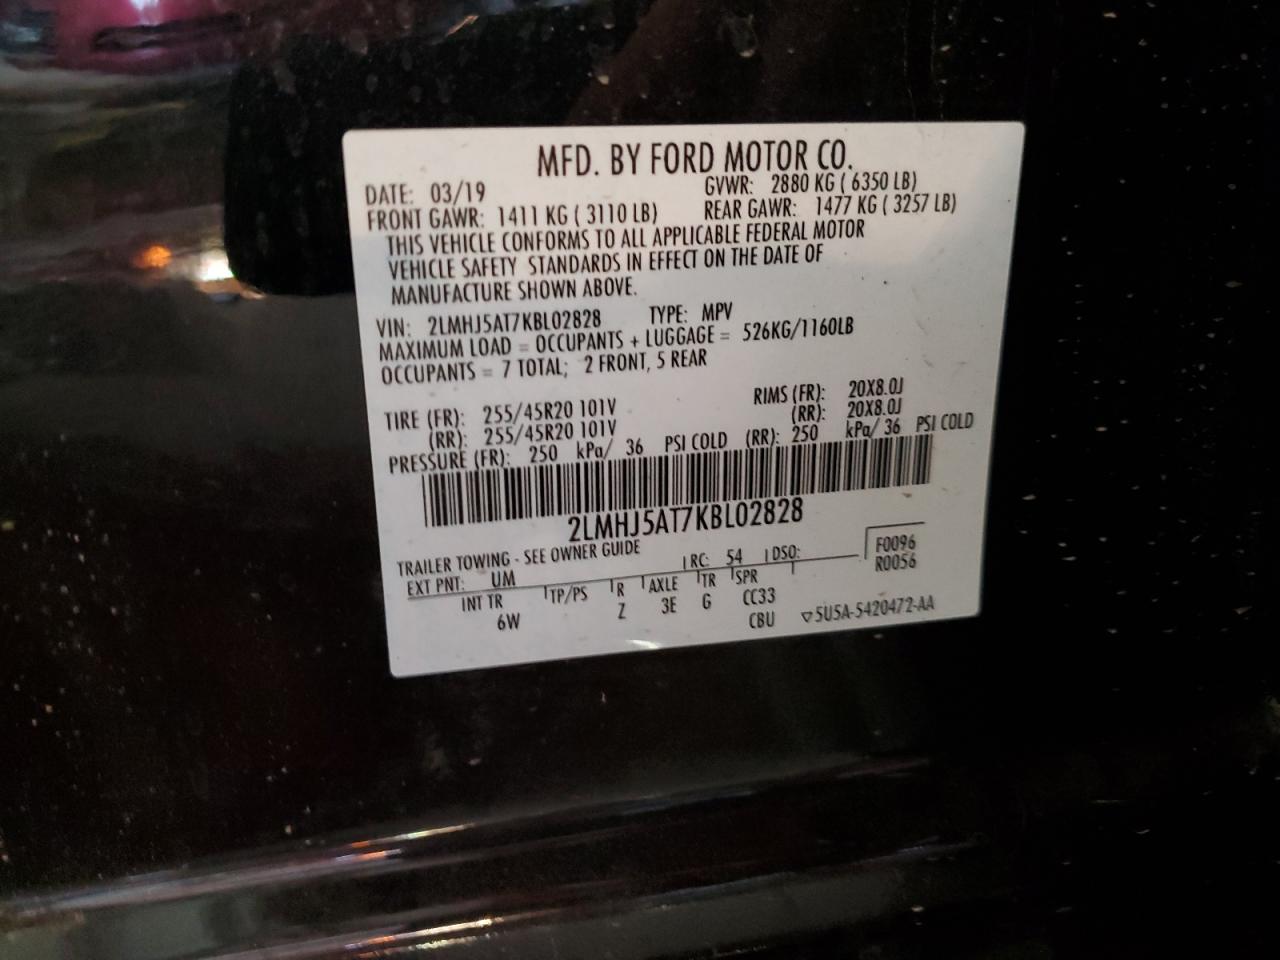 MFD. BY FORD MOTOR CO.
DATE: 03/19 GVWR: 2880 KG ( 6350 LB)
FRONT GAWR: 1411 KG ( 3110 LB) REAR GAWR: 1477 KG ( 3257 LB)
THIS VEHICLE CONFORMS TO ALL APPLICABLE FEDERAL MOTOR
VEHICLE SAFETY STANDARDS IN EFFECT ON THE DATE OF
MANUFACTURE SHOWN ABOVE.
VIN: 2LMHJ5AT7KBL02828 TYPE: MPV
MAXIMUM LOAD = OCCUPANTS + LUGGAGE = 526KG/1160LB
OCCUPANTS = 7 TOTAL; 2 FRONT, 5 REAR
TIRE (FR): 255/45R20 101V RIMS (FR): 20X8.0J
(RR): 255/45R20 101V (RR): 20X8.0J
PRESSURE (FR): 250 kPa/ 36 PSI COLD (RR): 250 kPa/ 36 PSI COLD
2LMHJ5AT7KBL02828
TRAILER TOWING - SEE OWNER GUIDE
EXT PNT: UM RC: 54 DSO: F0096
R0056
INT TR TP/PS R AXLE TR SPR
6W Z 3E G CC33
CBU ▽5U5A-5420472-AA